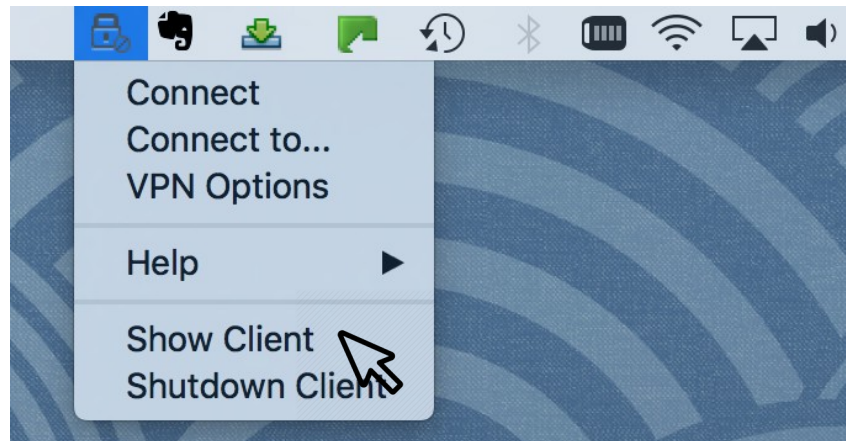 Connect
Connect to...
VPN Options
Help
Show Client
Shutdown Client